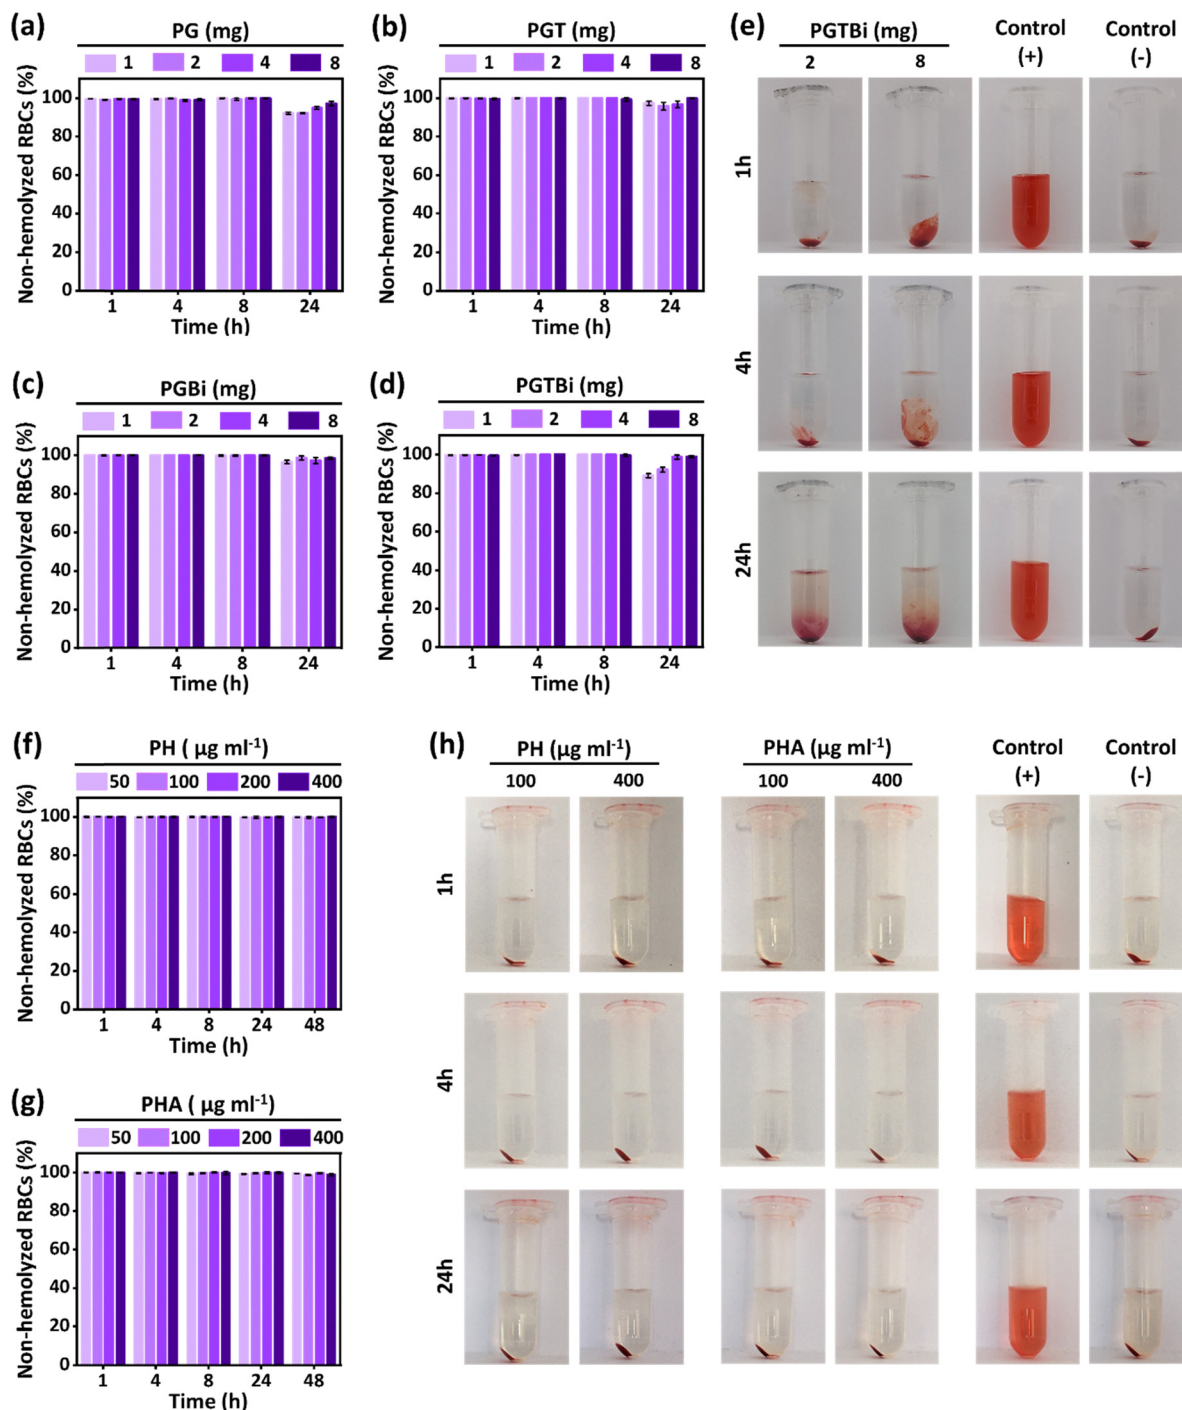 (a)
PG (mg)
1 2 4 8
Non-hemolyzed RBCs (%)
100
80
60
40
20
0
1 4 8 24
Time (h)
(b)
PGT (mg)
1 2 4 8
Non-hemolyzed RBCs (%)
100
80
60
40
20
0
1 4 8 24
Time (h)
(c)
PGBi (mg)
1 2 4 8
Non-hemolyzed RBCs (%)
100
80
60
40
20
0
1 4 8 24
Time (h)
(d)
PGTBi (mg)
1 2 4 8
Non-hemolyzed RBCs (%)
100
80
60
40
20
0
1 4 8 24
Time (h)
(e)
PGTBi (mg)
2 8
Control
(+)
Control
(-)
1h
4h
24h
(f)
PH ( µg ml⁻¹)
50 100 200 400
Non-hemolyzed RBCs (%)
100
80
60
40
20
0
1 4 8 24 48
Time (h)
(g)
PHA ( µg ml⁻¹)
50 100 200 400
Non-hemolyzed RBCs (%)
100
80
60
40
20
0
1 4 8 24 48
Time (h)
(h)
PH (µg ml⁻¹)
100 400
PHA (µg ml⁻¹)
100 400
Control
(+)
Control
(-)
1h
4h
24h